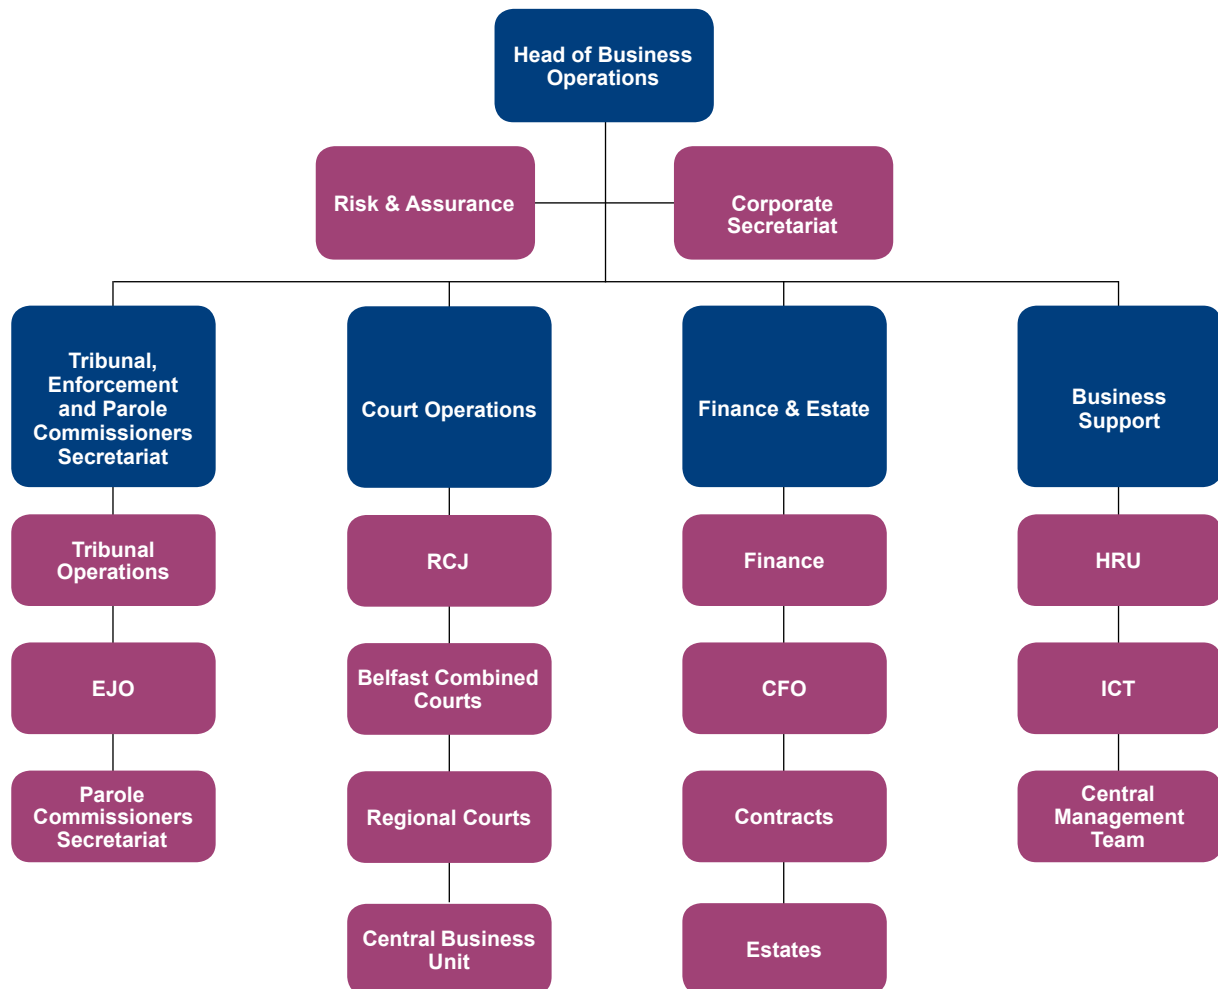 Head of Business
Operations
Risk & Assurance
Corporate
Secretariat
Tribunal,
Enforcement
and Parole
Commissioners
Secretariat
Court Operations
Finance & Estate
Business
Support
Tribunal
Operations
RCJ
Finance
HRU
EJO
Belfast Combined
Courts
CFO
ICT
Parole
Commissioners
Secretariat
Regional Courts
Contracts
Central
Management
Team
Central Business
Unit
Estates